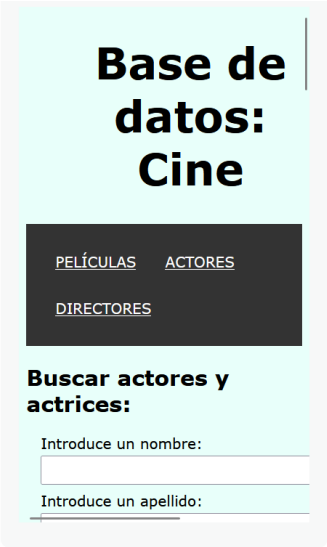 Base de
datos:
Cine
PELÍCULAS ACTORES
DIRECTORES
Buscar actores y
actrices:
Introduce un nombre:
Introduce un apellido: